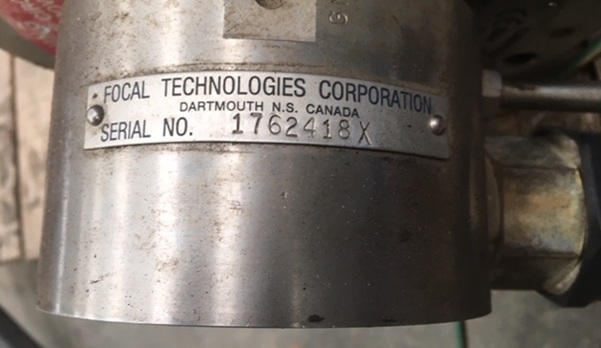 FOCAL TECHNOLOGIES CORPORATION
DARTMOUTH N.S. CANADA
SERIAL NO. 1762418X